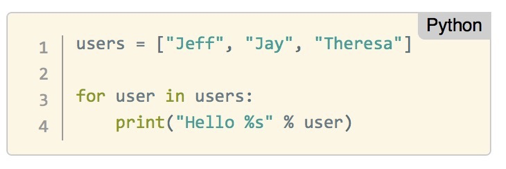 Python
1 users = ["Jeff", "Jay", "Theresa"]
2
3 for user in users:
4     print("Hello %s" % user)